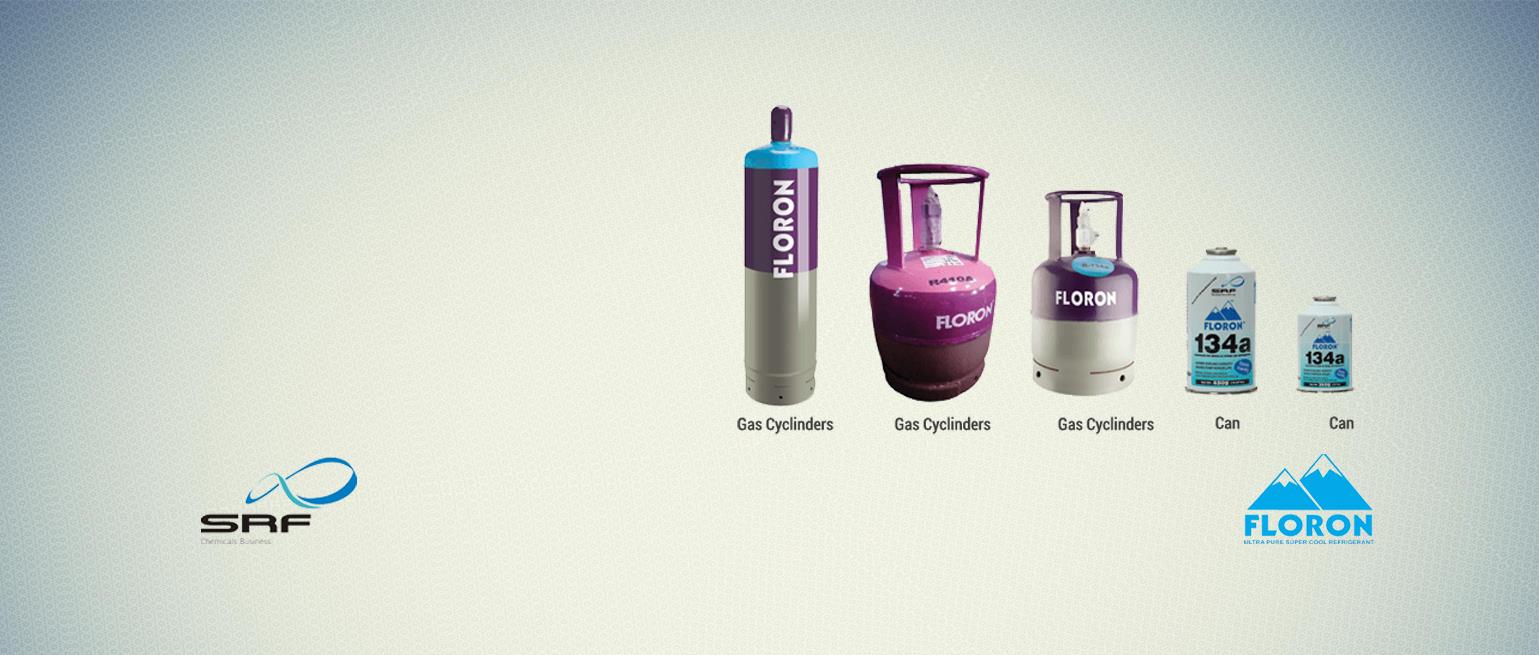 FLORON
R410A
FLORON
FLORON
SRF
FLORON
134a
SRF
FLORON
134a
Gas Cyclinders
Gas Cyclinders
Gas Cyclinders
Can
Can
SRF
Chemicals Business
FLORON
ULTRA PURE SUPER COOL REFRIGERANT